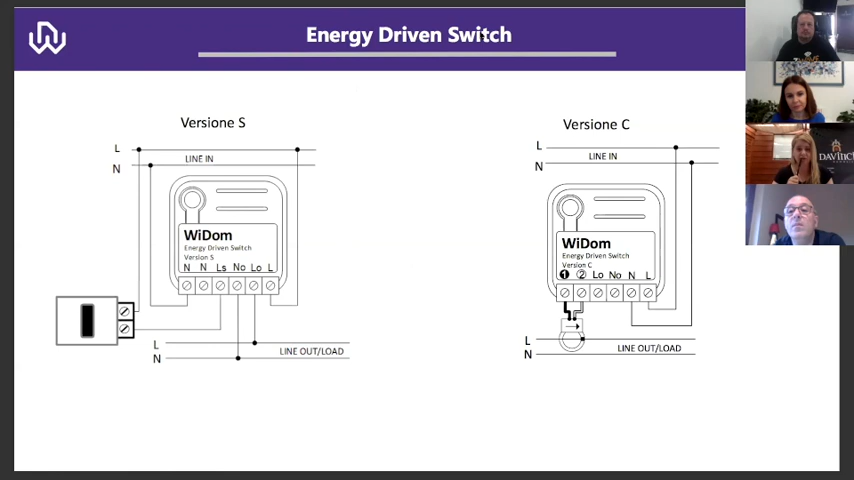 Energy Driven Switch
Versione S
L
N
LINE IN
WiDom
Energy Driven Switch
Version S
N N Ls No Lo L
L
N
LINE OUT/LOAD
Versione C
L
N
LINE IN
WiDom
Energy Driven Switch
Version C
1 2 Lo No N L
L
N
LINE OUT/LOAD
DAVINCI